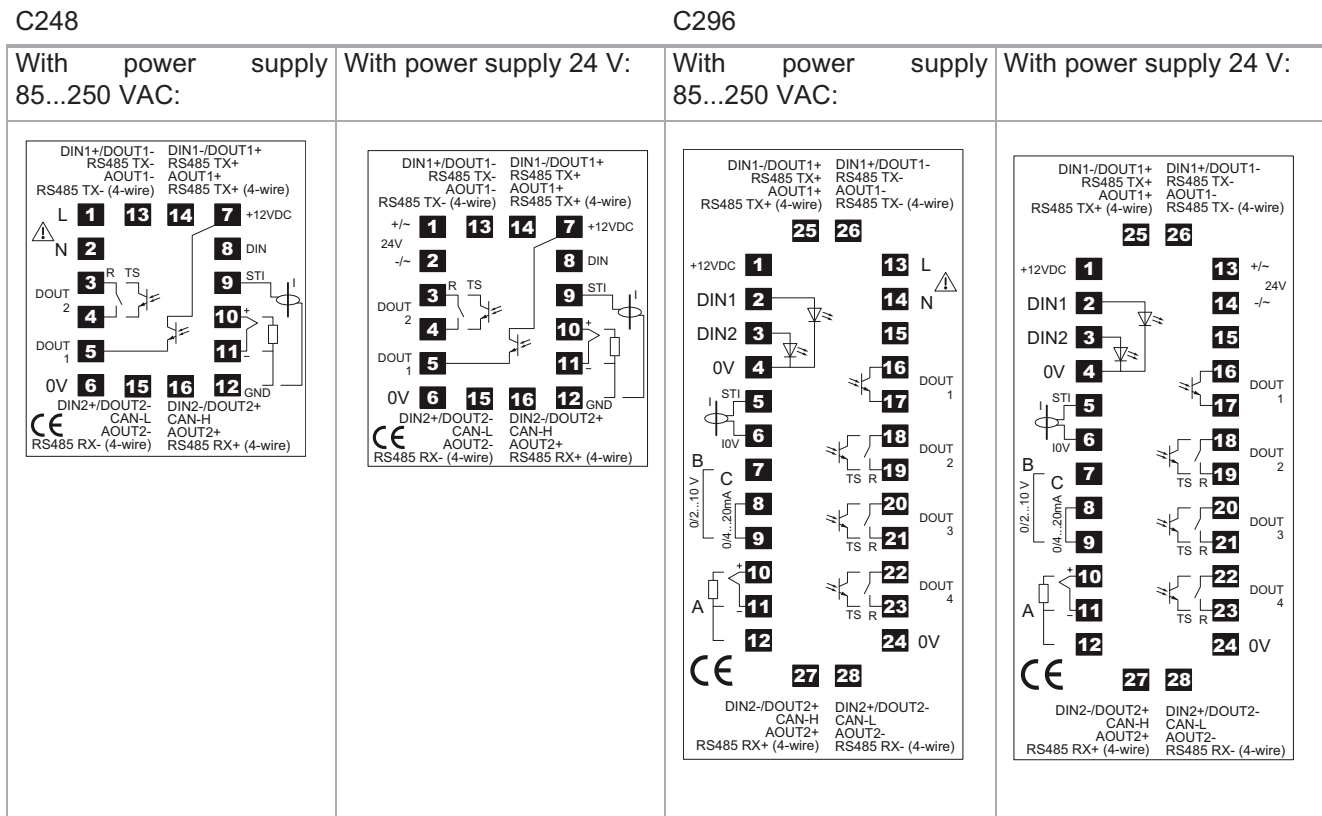 C248
C296
With power supply 85...250 VAC:
With power supply 24 V:
With power supply 85...250 VAC:
With power supply 24 V:
DIN1+/DOUT1- DIN1-/DOUT1+
RS485 TX- RS485 TX+
AOUT1- AOUT1+
RS485 TX- (4-wire) RS485 TX+ (4-wire)
L 1 13 14 7 +12VDC
N 2 8 DIN
3 R TS 9 STI I
DOUT 2
4 10 +
DOUT 1 5 11 -
0V 6 15 16 12 GND
DIN2+/DOUT2- DIN2-/DOUT2+
CAN-L CAN-H
CE AOUT2- AOUT2+
RS485 RX- (4-wire) RS485 RX+ (4-wire)
DIN1+/DOUT1- DIN1-/DOUT1+
RS485 TX- RS485 TX+
AOUT1- AOUT1+
RS485 TX- (4-wire) RS485 TX+ (4-wire)
+/~ 1 13 14 7 +12VDC
24V
-/~ 2 8 DIN
3 R TS 9 STI I
DOUT 2
4 10 +
DOUT 1 5 11 -
0V 6 15 16 12 GND
DIN2+/DOUT2- DIN2-/DOUT2+
CAN-L CAN-H
CE AOUT2- AOUT2+
RS485 RX- (4-wire) RS485 RX+ (4-wire)
DIN1-/DOUT1+ DIN1+/DOUT1-
RS485 TX+ RS485 TX-
AOUT1+ AOUT1-
RS485 TX+ (4-wire) RS485 TX- (4-wire)
25 26
+12VDC 1 13 L
DIN1 2 14 N
DIN2 3 15
0V 4 16 DOUT 1
I STI 5 17
6 18 DOUT 2
I0V
B 7 19
TS R
0/2...10 V C 8 20 DOUT 3
0/4...20mA 9 21
TS R
+ 10 22 DOUT 4
A - 11 23
TS R
12 24 0V
CE 27 28
DIN2-/DOUT2+ DIN2+/DOUT2-
CAN-H CAN-L
AOUT2+ AOUT2-
RS485 RX+ (4-wire) RS485 RX- (4-wire)
DIN1-/DOUT1+ DIN1+/DOUT1-
RS485 TX+ RS485 TX-
AOUT1+ AOUT1-
RS485 TX+ (4-wire) RS485 TX- (4-wire)
25 26
+12VDC 1 13 +/~
24V
DIN1 2 14 -/~
DIN2 3 15
0V 4 16 DOUT 1
I STI 5 17
6 18 DOUT 2
I0V
B 7 19
TS R
0/2...10 V C 8 20 DOUT 3
0/4...20mA 9 21
TS R
+ 10 22 DOUT 4
A - 11 23
TS R
12 24 0V
CE 27 28
DIN2-/DOUT2+ DIN2+/DOUT2-
CAN-H CAN-L
AOUT2+ AOUT2-
RS485 RX+ (4-wire) RS485 RX- (4-wire)